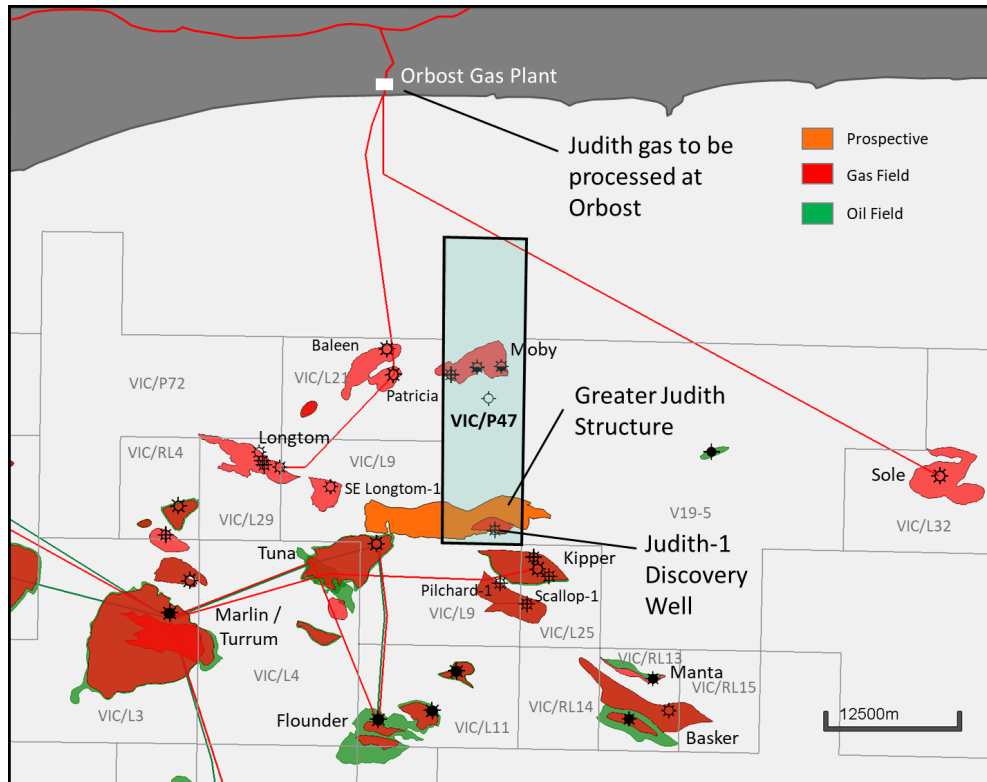 Orbost Gas Plant
Judith gas to be
processed at
Orbost
Prospective
Gas Field
Oil Field
Baleen
Moby
VIC/P72
VIC/L21
Patricia
VIC/P47
Greater Judith
Structure
Longtom
VIC/RL4
VIC/L9
SE Longtom-1
Sole
VIC/L29
V19-5
VIC/L32
Tuna
Kipper
Judith-1
Discovery
Well
Pilchard-1
Scallop-1
VIC/L9
Marlin /
Turrum
VIC/L25
VIC/L4
VIC/RL13
Manta
VIC/RL15
VIC/L3
Flounder
VIC/L11
VIC/RL14
Basker
12500m